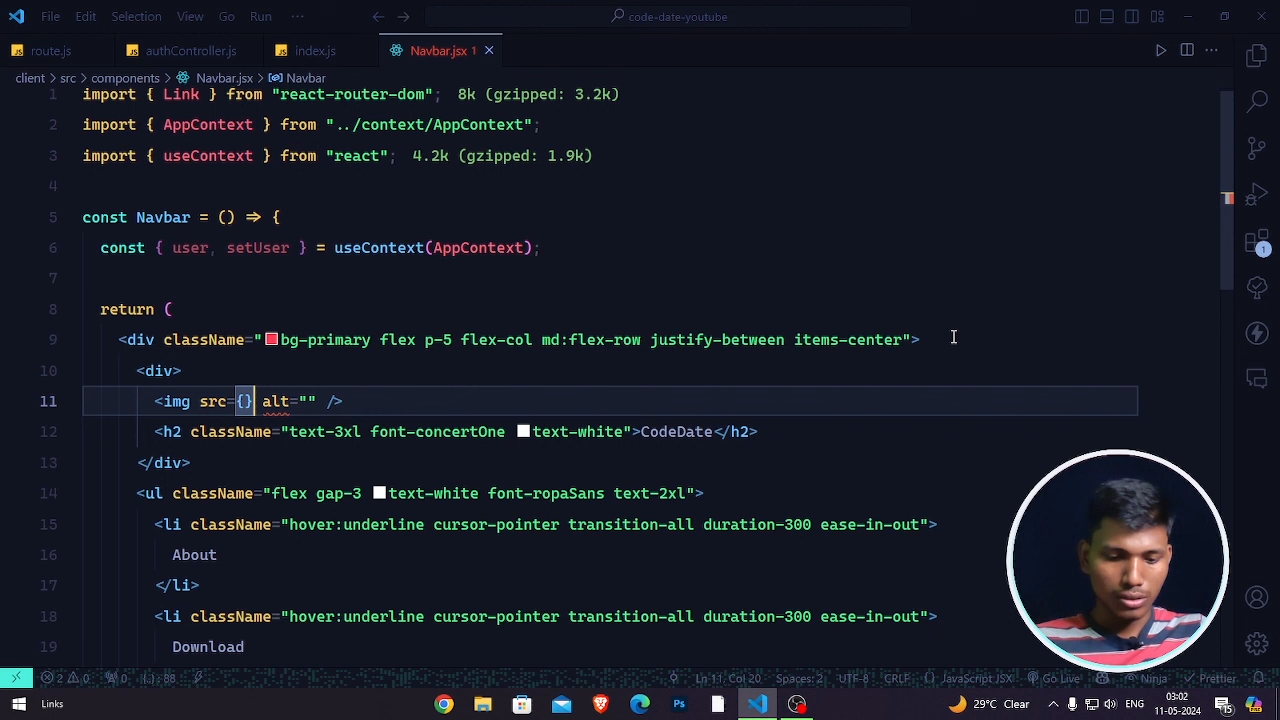 File Edit Selection View Go Run ··· code-date-youtube
route.js authController.js index.js Navbar.jsx 1
client > src > components > Navbar.jsx > Navbar
1 import { Link } from "react-router-dom"; 8k (gzipped: 3.2k)
2 import { AppContext } from "../context/AppContext";
3 import { useContext } from "react"; 4.2k (gzipped: 1.9k)
4
5 const Navbar = () => {
6 const { user, setUser } = useContext(AppContext);
7
8 return (
9 <div className="bg-primary flex p-5 flex-col md:flex-row justify-between items-center">
10 <div>
11 <img src={} alt="" />
12 <h2 className="text-3xl font-concertOne text-white">CodeDate</h2>
13 </div>
14 <ul className="flex gap-3 text-white font-ropaSans text-2xl">
15 <li className="hover:underline cursor-pointer transition-all duration-300 ease-in-out">
16 About
17 </li>
18 <li className="hover:underline cursor-pointer transition-all duration-300 ease-in-out">
19 Download
2 0 0 {..}: 88 Ln 11, Col 20 Spaces: 2 UTF-8 CRLF {} JavaScript JSX Go Live Ninja Prettier
Links 29°C Clear ENG 03:02
11-05-2024